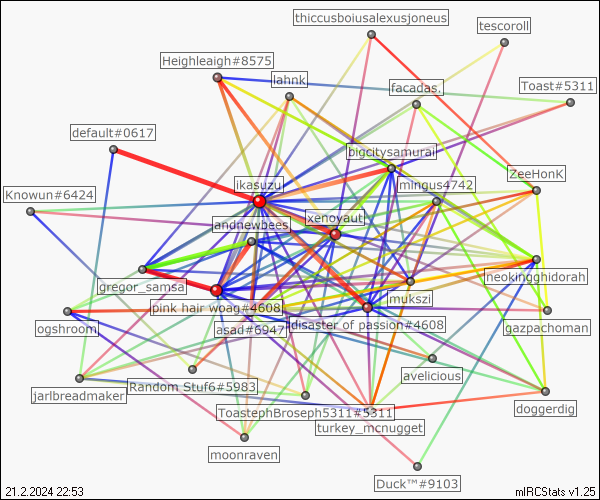 thiccusboiusalexusjoneus
tescoroll
Heighleaigh#8575
lahnk
facadas.
Toast#5311
default#0617
bigcitysamurai
ikasuzu
mingus4742
ZeeHonK
Knowun#6424
xenoyaut
andnewbees
theokingghidorah
gregor_samsa
mukszi
pink hair woag#4608
gazpachoman
ogshroom
asad#6947
disaster of passion#4608
avelicious
Random Stuf6#5983
jarlbreadmaker
doggerdig
ToastephBroseph5311#5311
turkey_mcnugget
moonraven
Duck™#9103
21.2.2024 22:53
mIRCStats v1.25